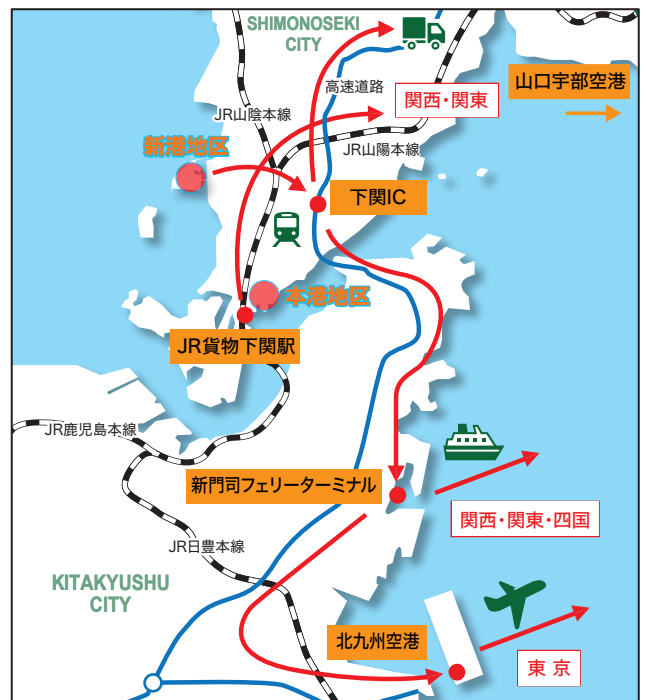 SHIMONOSEKI
CITY
高速道路
山口宇部空港
関西・関東
JR山陰本線
新港地区
JR山陽本線
下関IC
本港地区
JR貨物下関駅
JR鹿児島本線
新門司フェリーターミナル
関西・関東・四国
JR日豊本線
KITAKYUSHU
CITY
北九州空港
東 京